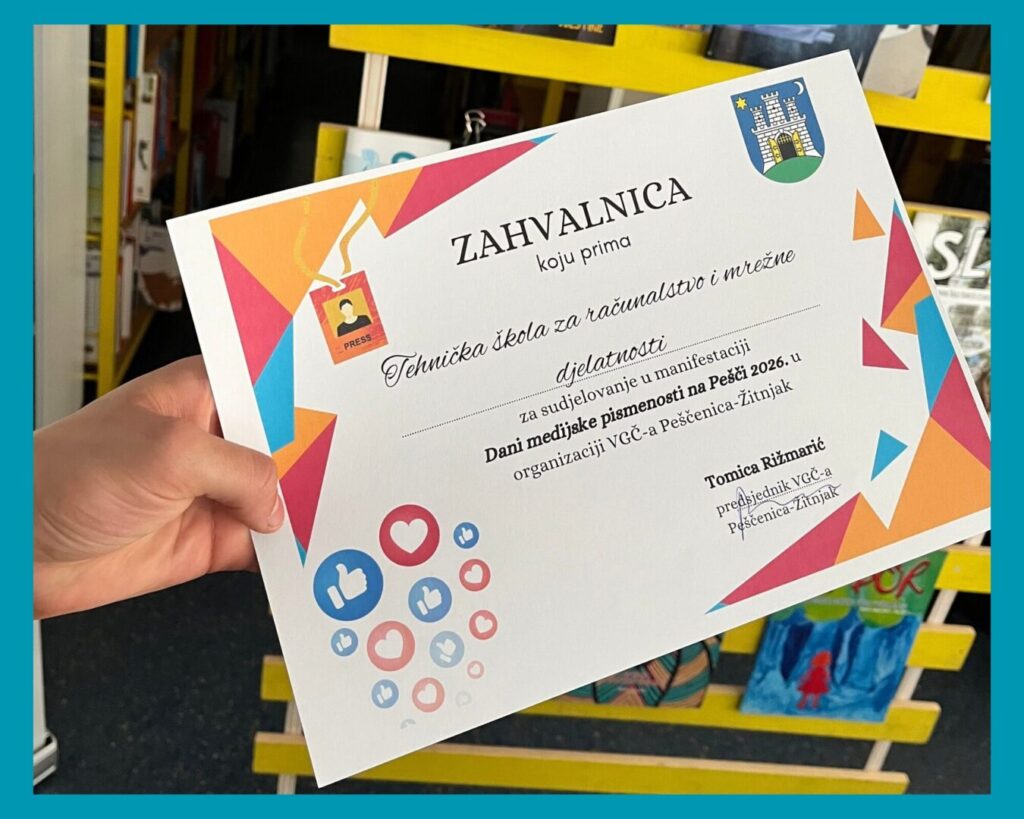 ZAHVALNICA
koju prima
Tehnička škola za računalstvo i mrežne
djelatnosti
za sudjelovanje u manifestaciji
Dani medijske pismenosti na Pešči 2026. u
organizaciji VGČ-a Peščenica-Žitnjak
Tomica Rižmarić
predsjednik VGČ-a
Peščenica-Žitnjak
PRESS
SL